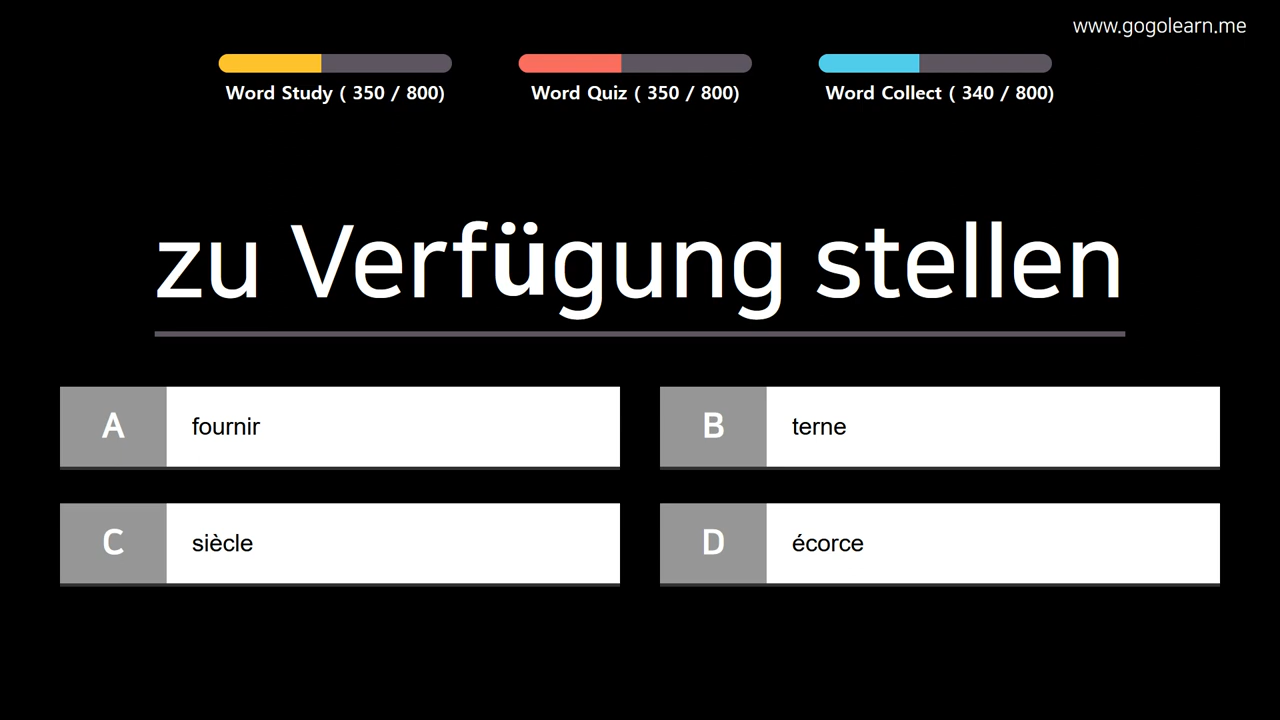 www.gogolearn.me
Word Study ( 350 / 800)
Word Quiz ( 350 / 800)
Word Collect ( 340 / 800)
zu Verfügung stellen
A fournir
B terne
C siècle
D écorce